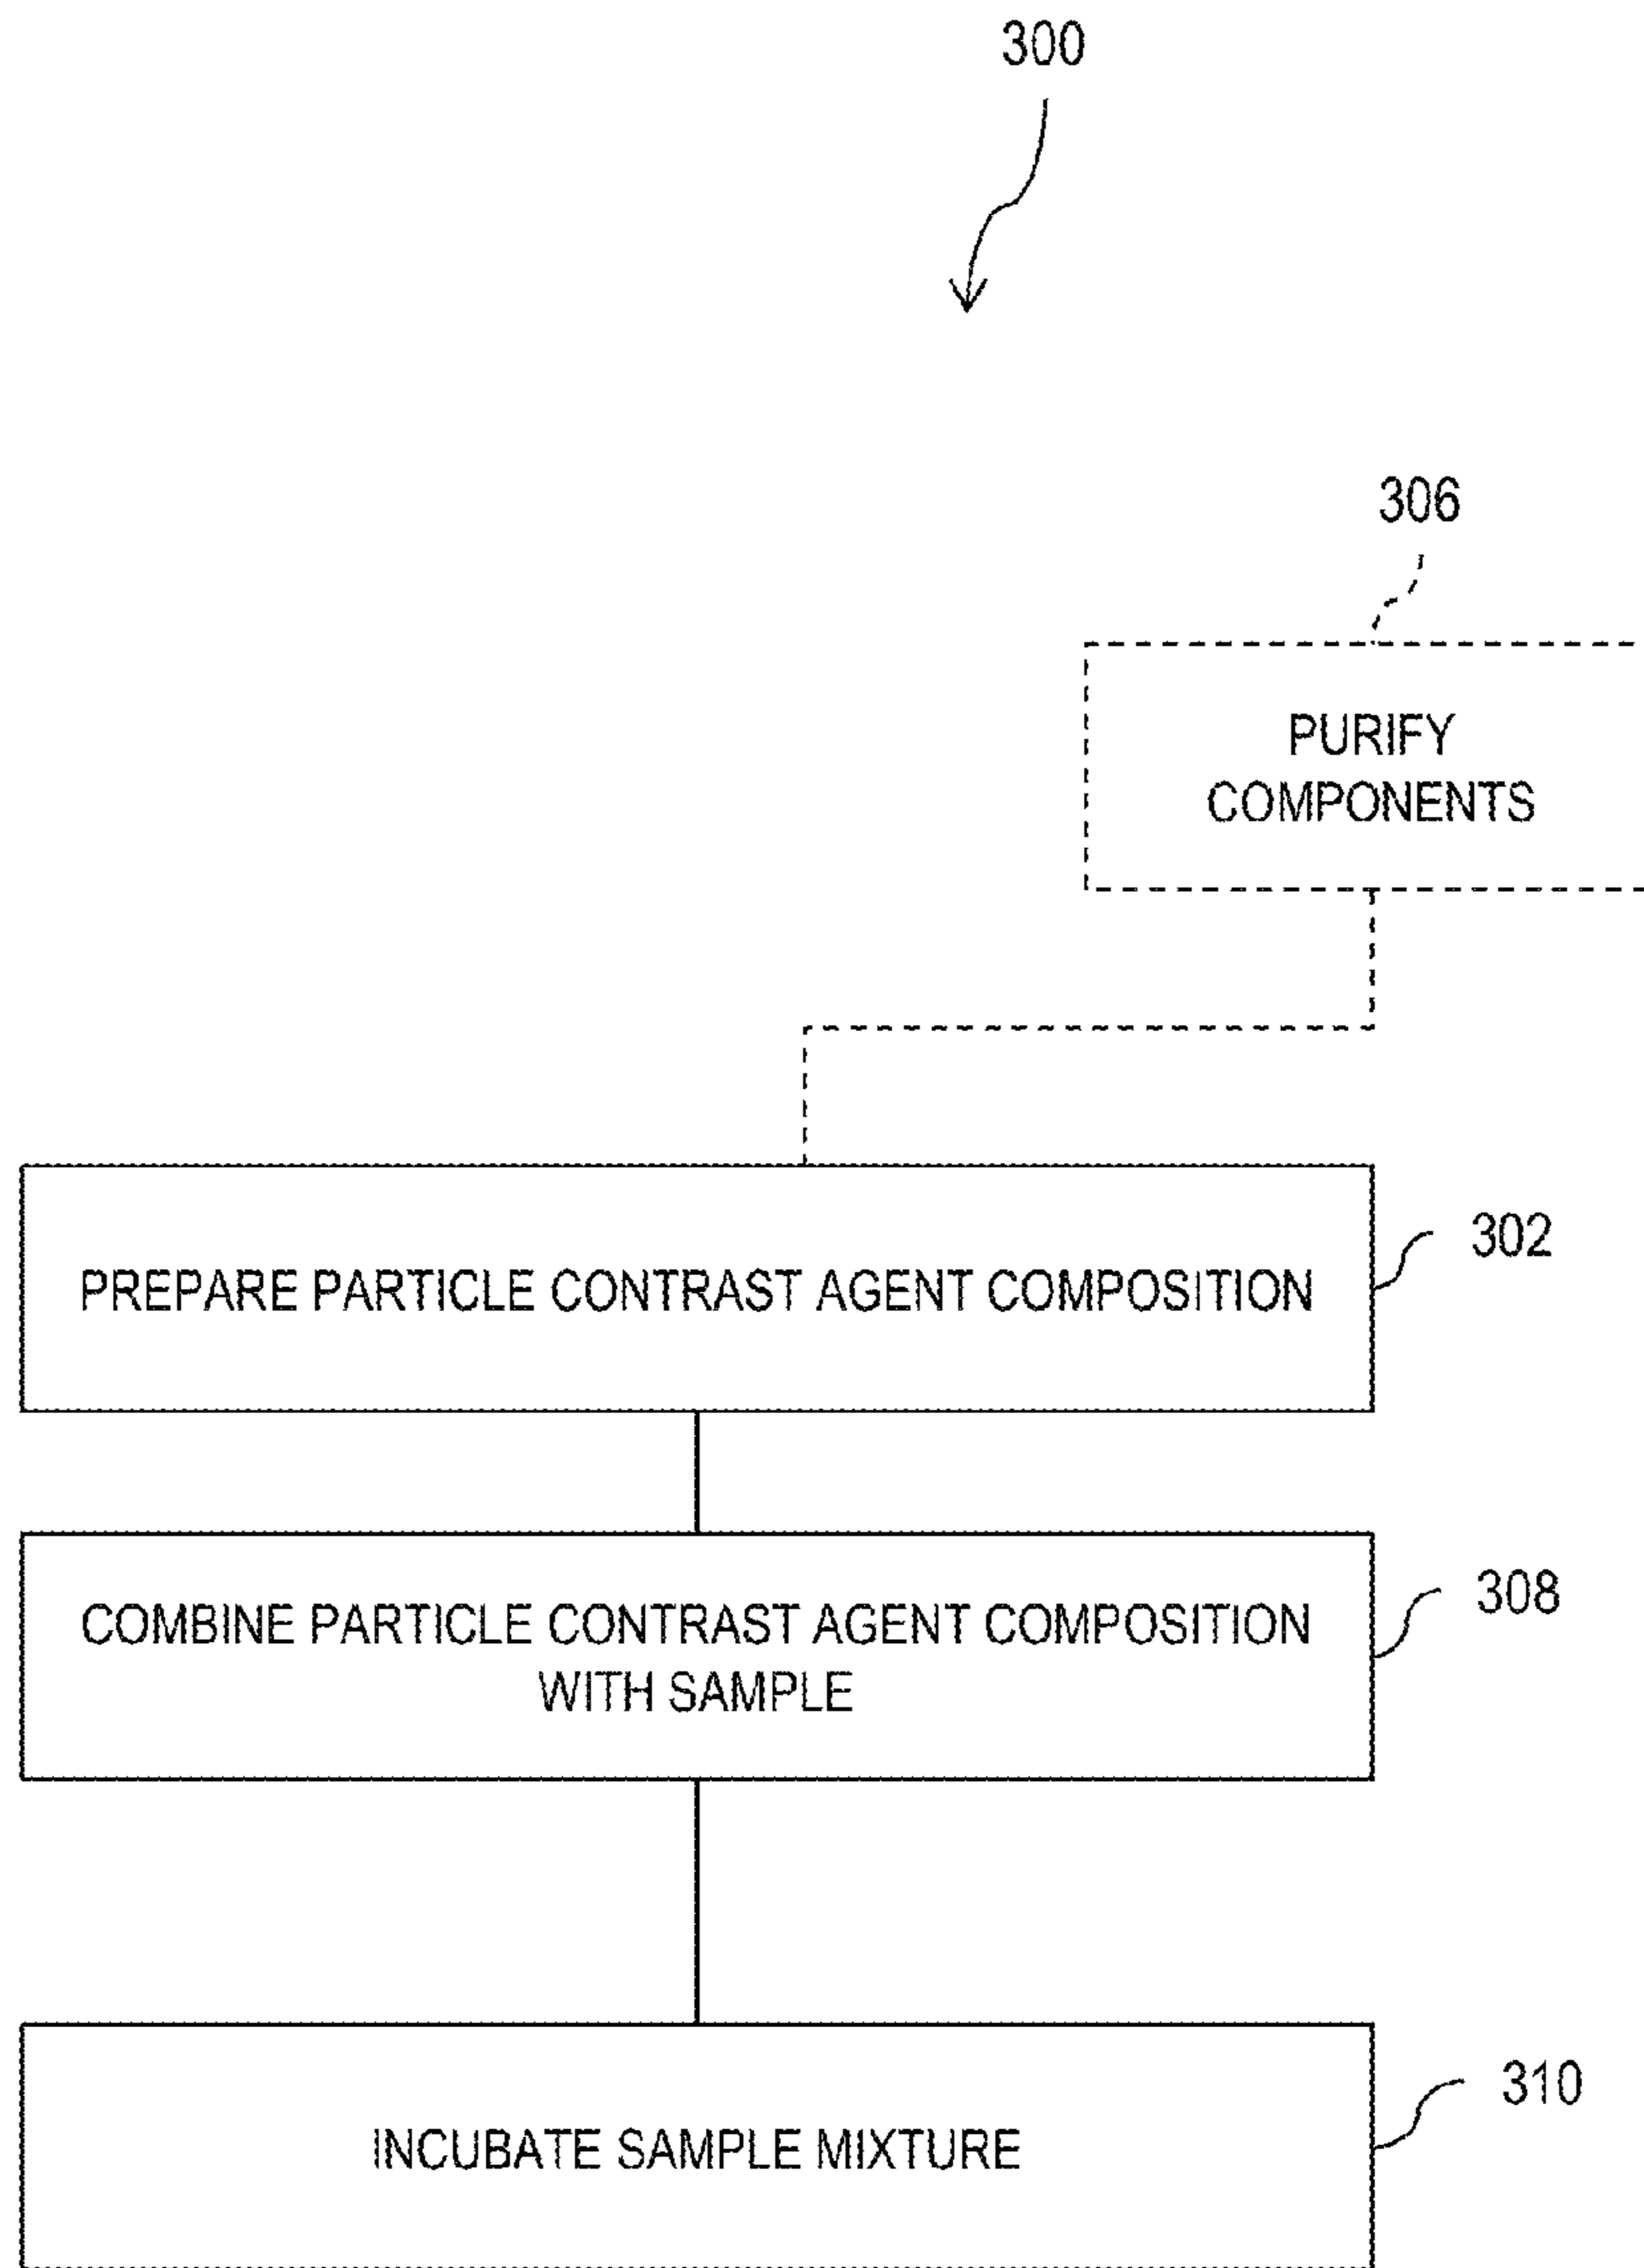 300
306
PURIFY
COMPONENTS
302
PREPARE PARTICLE CONTRAST AGENT COMPOSITION
308
COMBINE PARTICLE CONTRAST AGENT COMPOSITION
WITH SAMPLE
310
INCUBATE SAMPLE MIXTURE